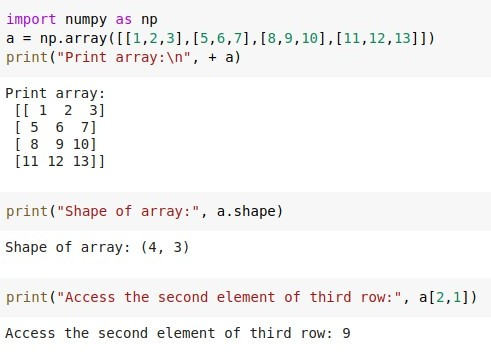 import numpy as np
a = np.array([[1,2,3],[5,6,7],[8,9,10],[11,12,13]])
print("Print array:\n", + a)
Print array:
 [[ 1  2  3]
 [ 5  6  7]
 [ 8  9 10]
 [11 12 13]]
print("Shape of array:", a.shape)
Shape of array: (4, 3)
print("Access the second element of third row:", a[2,1])
Access the second element of third row: 9